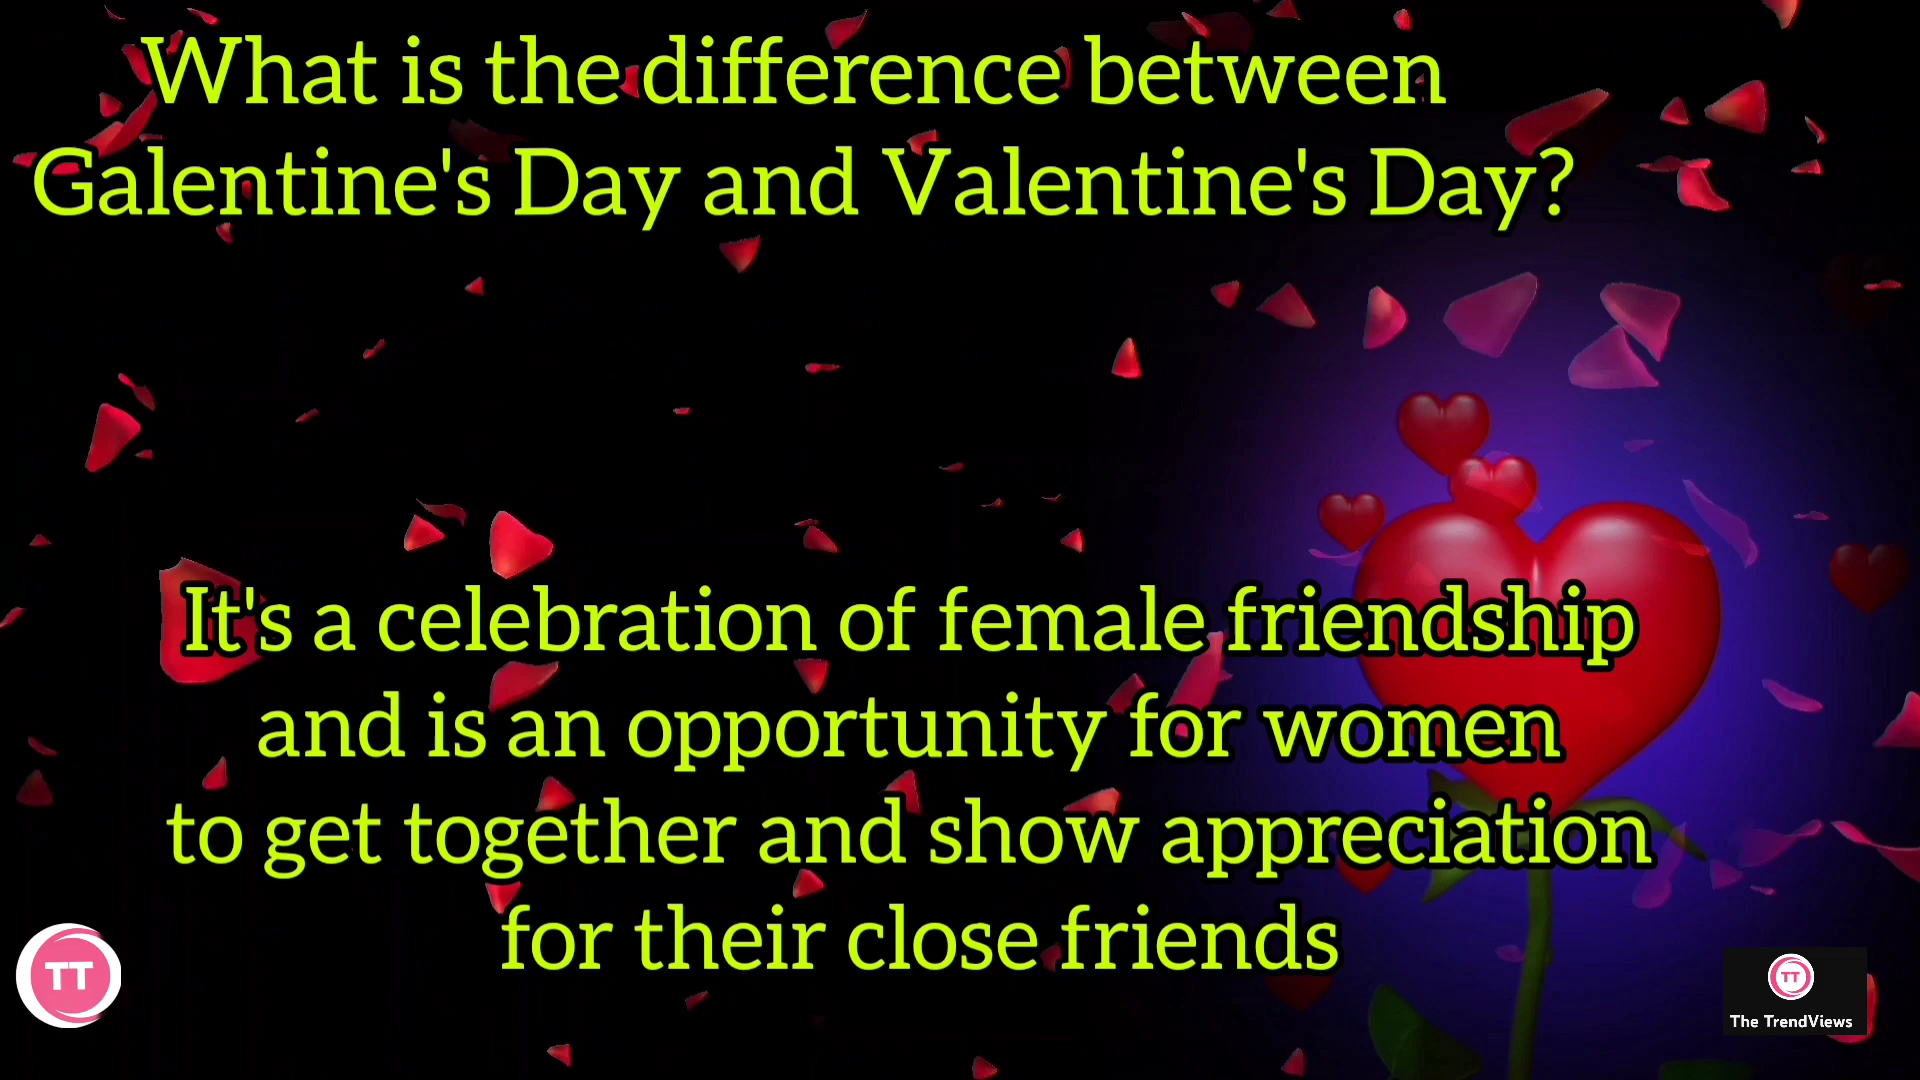 What is the difference between
Galentine's Day and Valentine's Day?
It's a celebration of female friendship
and is an opportunity for women
to get together and show appreciation
for their close friends
TT
TT
The TrendViews